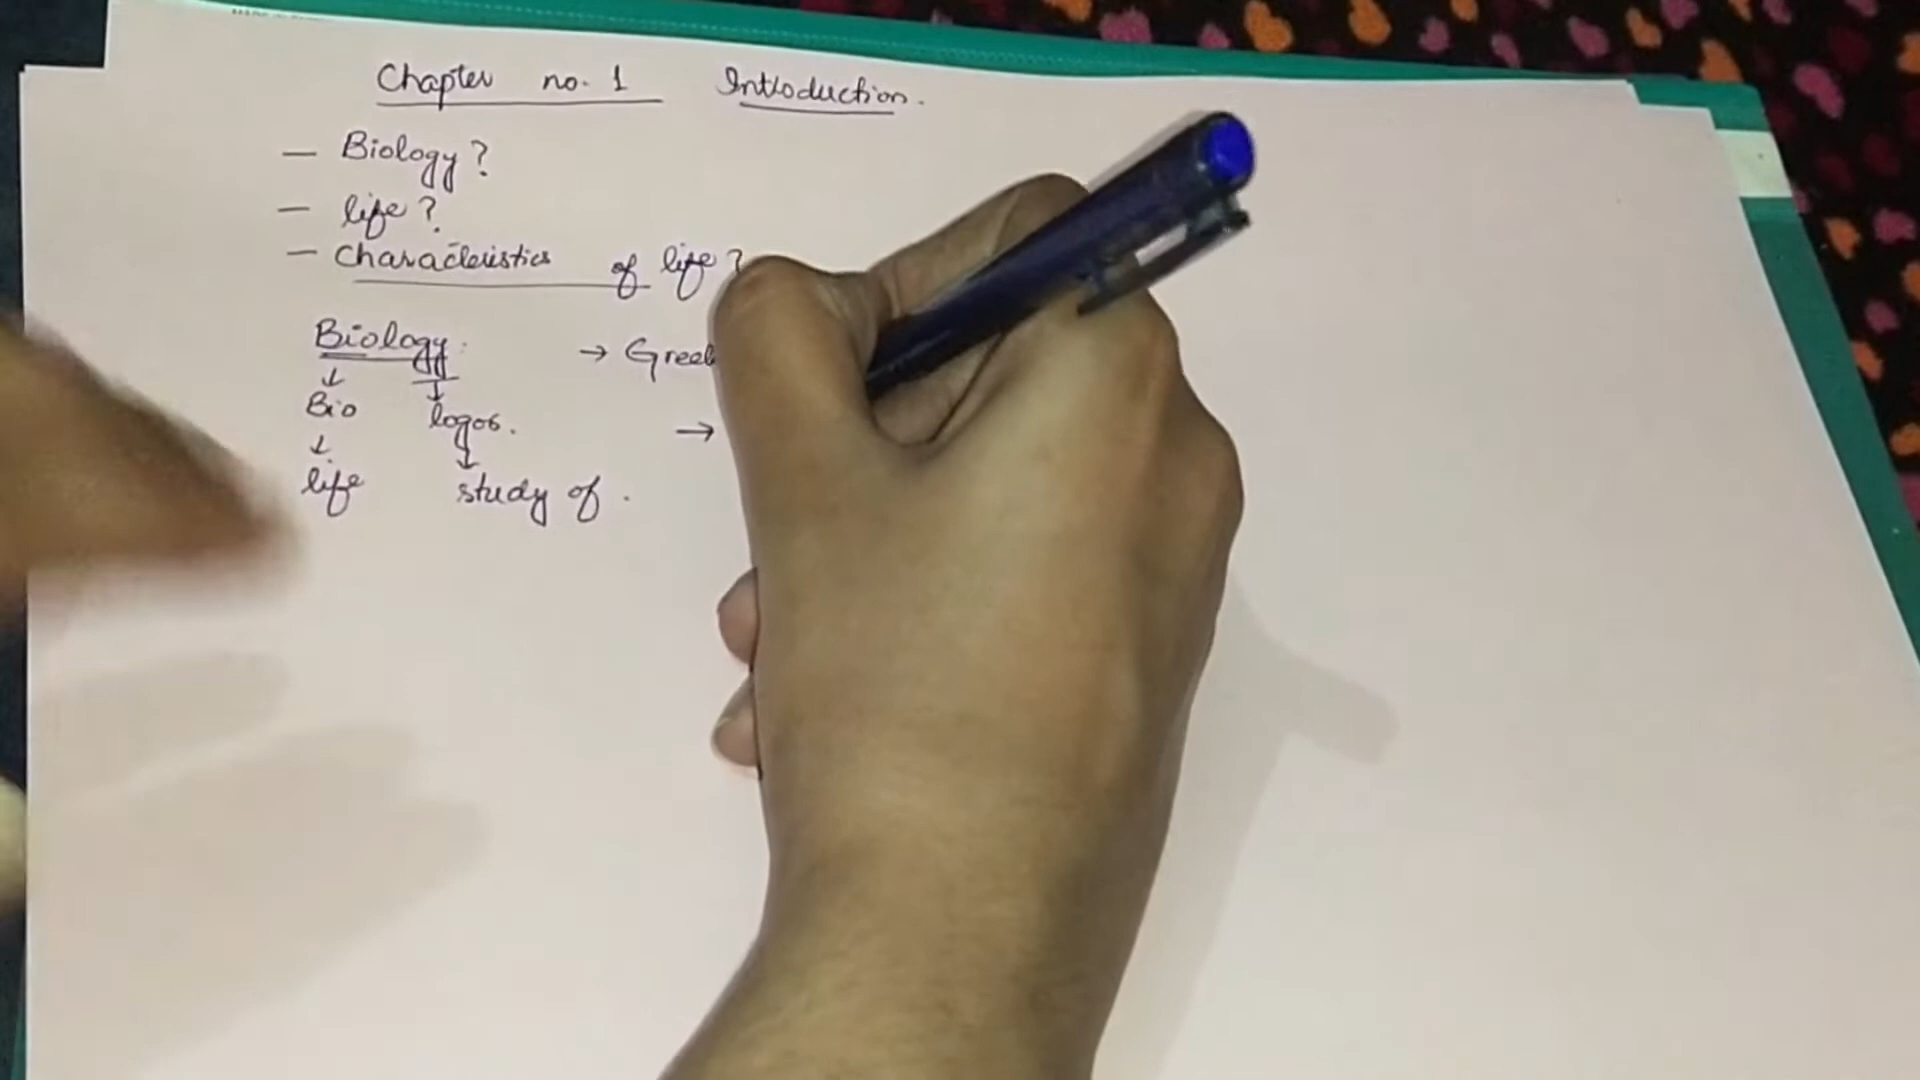 Chapter no. 1 Introduction.
— Biology?
— life?
— Characteristics of life?
Biology: → Greek
↓ ↓
Bio logos. →
↓ ↓
life study of.